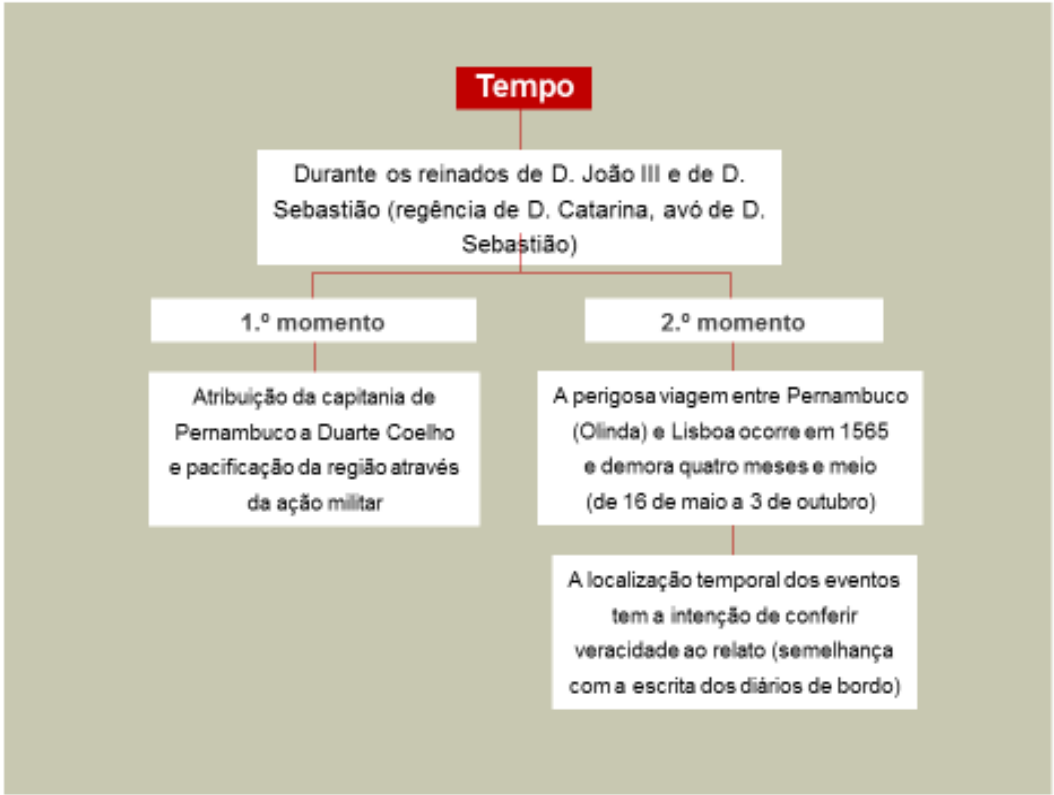 Tempo
Durante os reinados de D. João III e de D.
Sebastião (regência de D. Catarina, avó de D.
Sebastião)
1.º momento
2.º momento
Atribuição da capitania de
Pernambuco a Duarte Coelho
e pacificação da região através
da ação militar
A perigosa viagem entre Pernambuco
(Olinda) e Lisboa ocorre em 1565
e demora quatro meses e meio
(de 16 de maio a 3 de outubro)
A localização temporal dos eventos
tem a intenção de conferir
veracidade ao relato (semelhança
com a escrita dos diários de bordo)